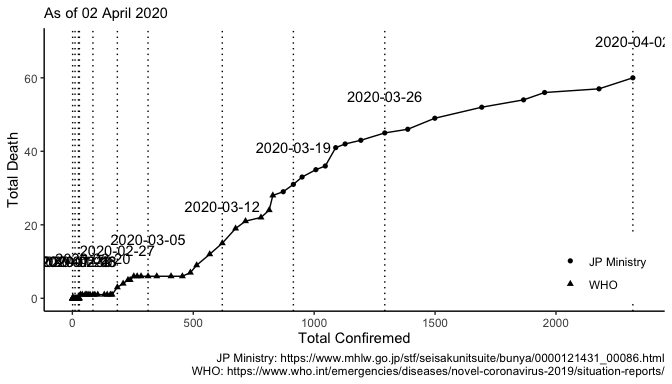 As of 02 April 2020
Total Death
60
40
20
0
2020-04-02
2020-03-26
2020-03-19
2020-03-12
2020-03-05
2020-02-27
0
500
1000
1500
2000
Total Confiremed
JP Ministry
WHO
JP Ministry: https://www.mhlw.go.jp/stf/seisakunitsuite/bunya/0000121431_00086.html
WHO: https://www.who.int/emergencies/diseases/novel-coronavirus-2019/situation-reports/